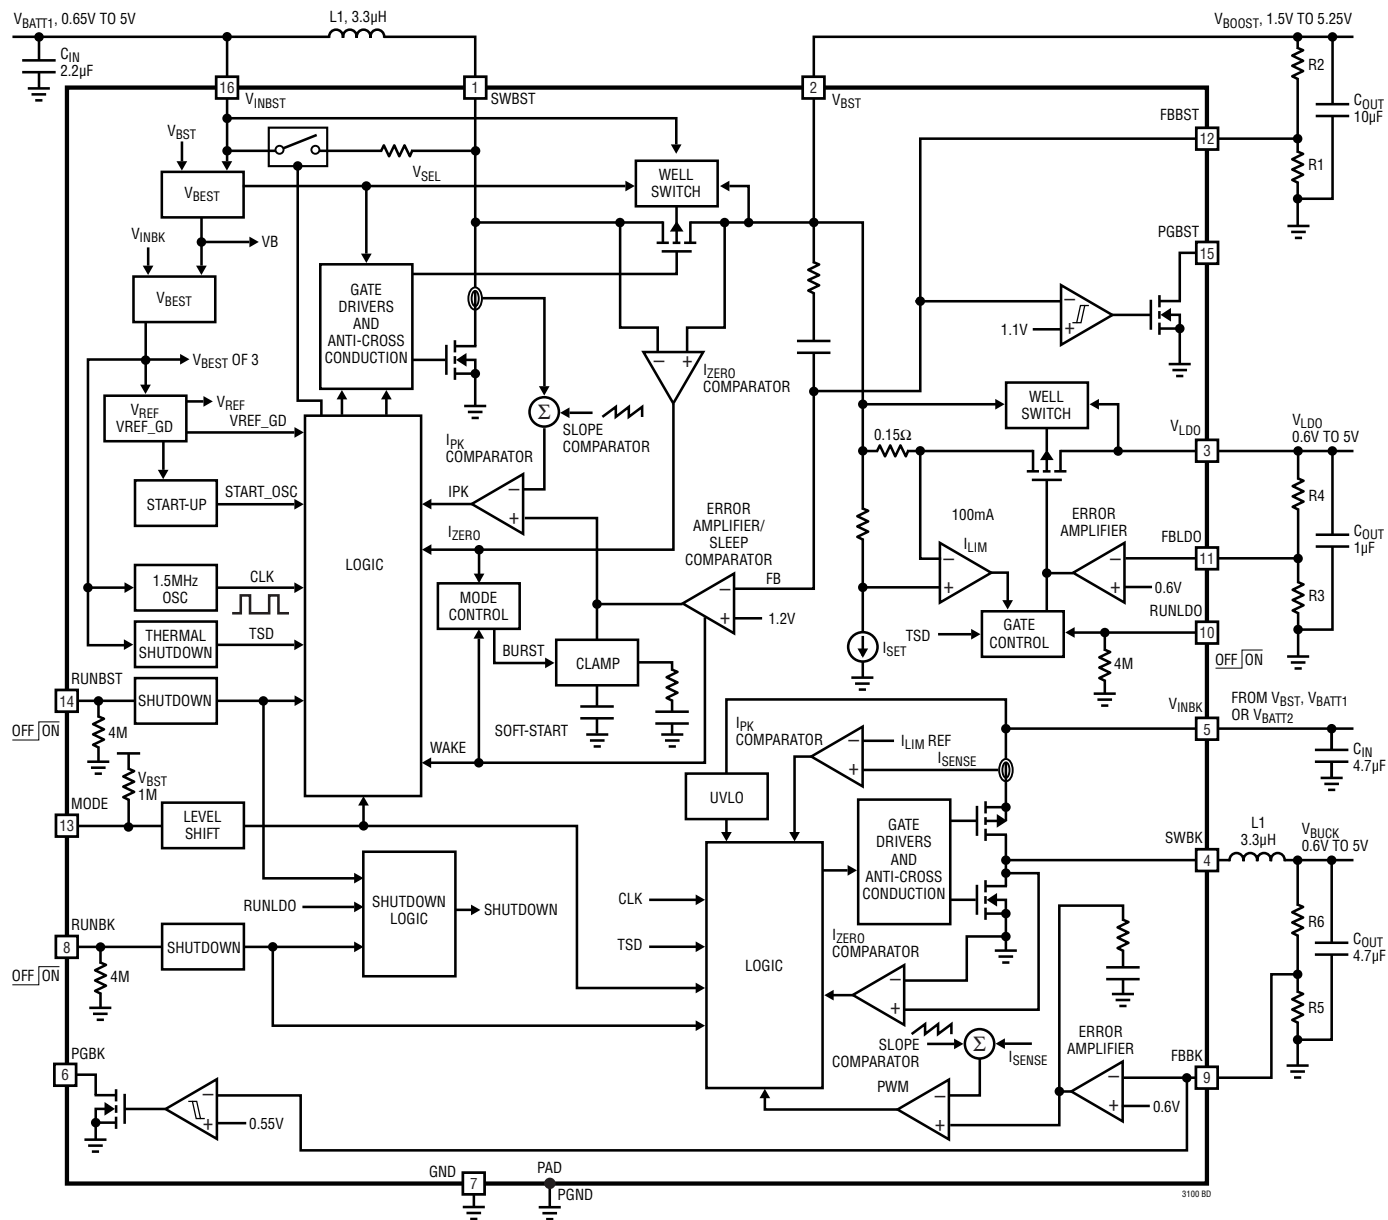 VBATT1, 0.65V TO 5V
L1, 3.3µH
VBOOST, 1.5V TO 5.25V
CIN
2.2µF
R2
COUT
10µF
R1
16
VINBST
1
SWBST
2
VBST
FBBST
12
VBST
VBEST
VSEL
WELL
SWITCH
VINBK
VB
VBEST
PGBST
15
GATE
DRIVERS
AND
ANTI-CROSS
CONDUCTION
−
+
1.1V
VBEST OF 3
−
+
IZERO
COMPARATOR
VREF
VREF_GD
VREF
VREF_GD
Σ
SLOPE
COMPARATOR
WELL
SWITCH
VLDO
3
VLDO
0.6V TO 5V
0.15Ω
IPK
COMPARATOR
START-UP
START_OSC
IPK
−
+
R4
COUT
1µF
R3
IZERO
LOGIC
ERROR
AMPLIFIER/
SLEEP
COMPARATOR
100mA
ILIM
−
+
ERROR
AMPLIFIER
−
+
0.6V
FBLDO
11
1.5MHz
OSC
CLK
MODE
CONTROL
FB
−
+
1.2V
THERMAL
SHUTDOWN
TSD
RUNLDO
10
OFF ON
TSD
GATE
CONTROL
4M
ISET
BURST
CLAMP
SOFT-START
RUNBST
14
OFF ON
SHUTDOWN
4M
VINBK
5
FROM VBST, VBATT1
OR VBATT2
CIN
4.7µF
WAKE
IPK
COMPARATOR
−
+
ILIM REF
ISENSE
VBST
1M
UVLO
MODE
13
LEVEL
SHIFT
GATE
DRIVERS
AND
ANTI-CROSS
CONDUCTION
SWBK
4
L1
3.3µH
VBUCK
0.6V TO 5V
RUNLDO
SHUTDOWN
LOGIC
SHUTDOWN
CLK
RUNBK
8
OFF ON
SHUTDOWN
4M
TSD
LOGIC
IZERO
COMPARATOR
−
+
R6
COUT
4.7µF
R5
SLOPE
COMPARATOR
Σ
ISENSE
ERROR
AMPLIFIER
−
+
0.6V
FBBK
9
PGBK
6
−
+
0.55V
PWM
−
+
GND
7
PAD
PGND
3100 BD